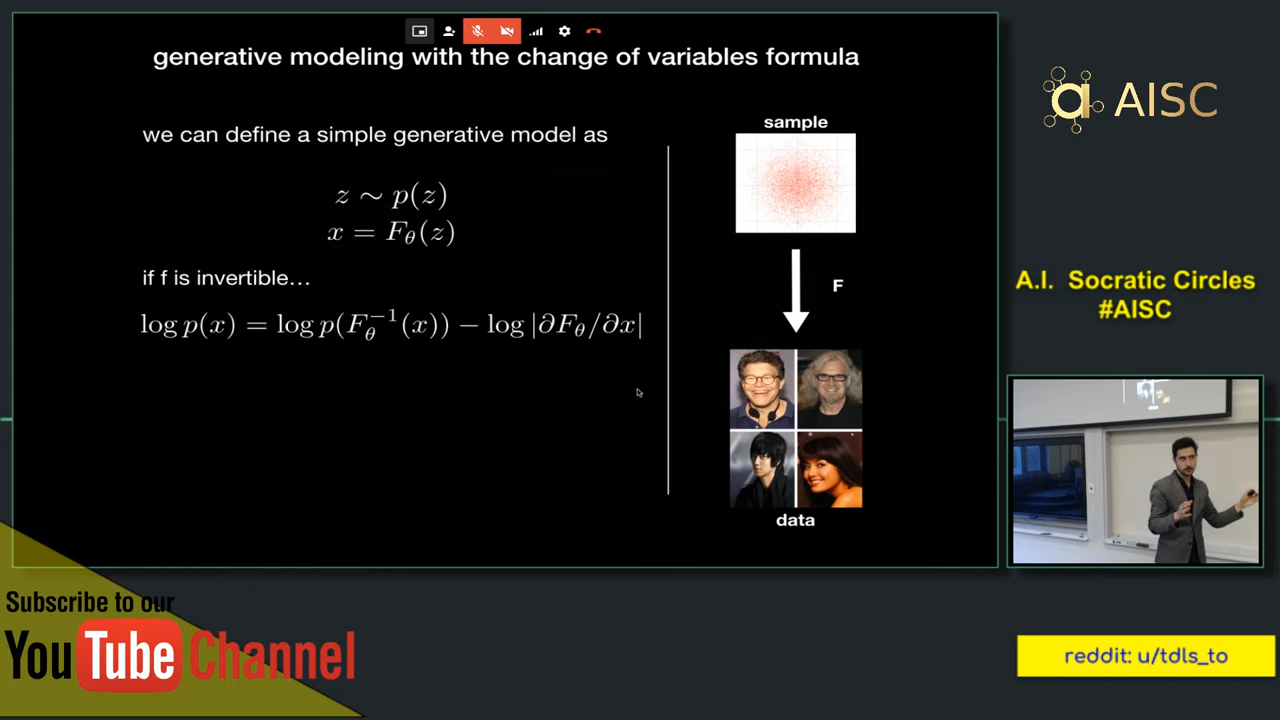 generative modeling with the change of variables formula
we can define a simple generative model as
z ∼ p(z)
x = F_θ(z)
if f is invertible…
log p(x) = log p(F_θ^{-1}(x)) − log |∂F_θ/∂x|
sample
F
data
AISC
A.I. Socratic Circles
#AISC
Subscribe to our
YouTube Channel
reddit: u/tdls_to